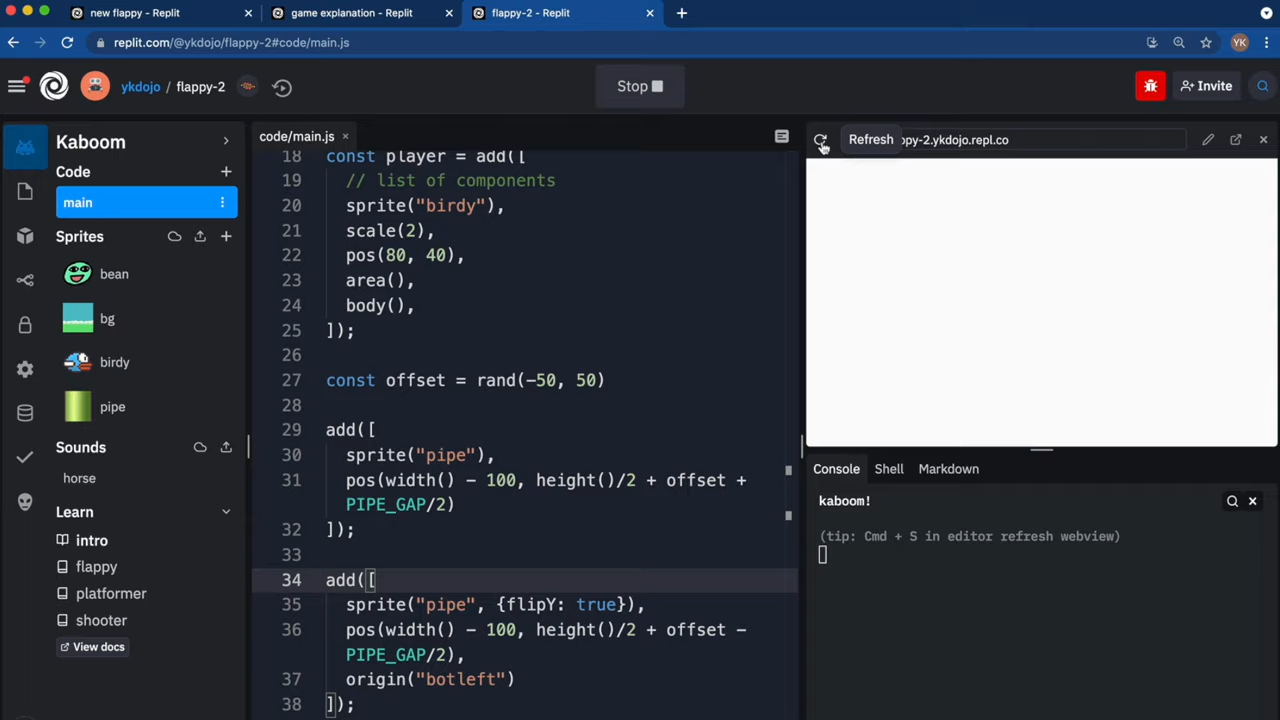 new flappy - Replit
game explanation - Replit
flappy-2 - Replit
replit.com/@ykdojo/flappy-2#code/main.js
YK
ykdojo / flappy-2
Stop
Invite
Kaboom
Code
main
Sprites
bean
bg
birdy
pipe
Sounds
horse
Learn
intro
flappy
platformer
shooter
View docs
code/main.js
18 const player = add([
19 // list of components
20 sprite("birdy"),
21 scale(2),
22 pos(80, 40),
23 area(),
24 body(),
25 ]);
26
27 const offset = rand(-50, 50)
28
29 add([
30 sprite("pipe"),
31 pos(width() - 100, height()/2 + offset +
PIPE_GAP/2)
32 ]);
33
34 add([
35 sprite("pipe", {flipY: true}),
36 pos(width() - 100, height()/2 + offset -
PIPE_GAP/2),
37 origin("botleft")
38 ]);
Refresh
ppy-2.ykdojo.repl.co
Console
Shell
Markdown
kaboom!
(tip: Cmd + S in editor refresh webview)